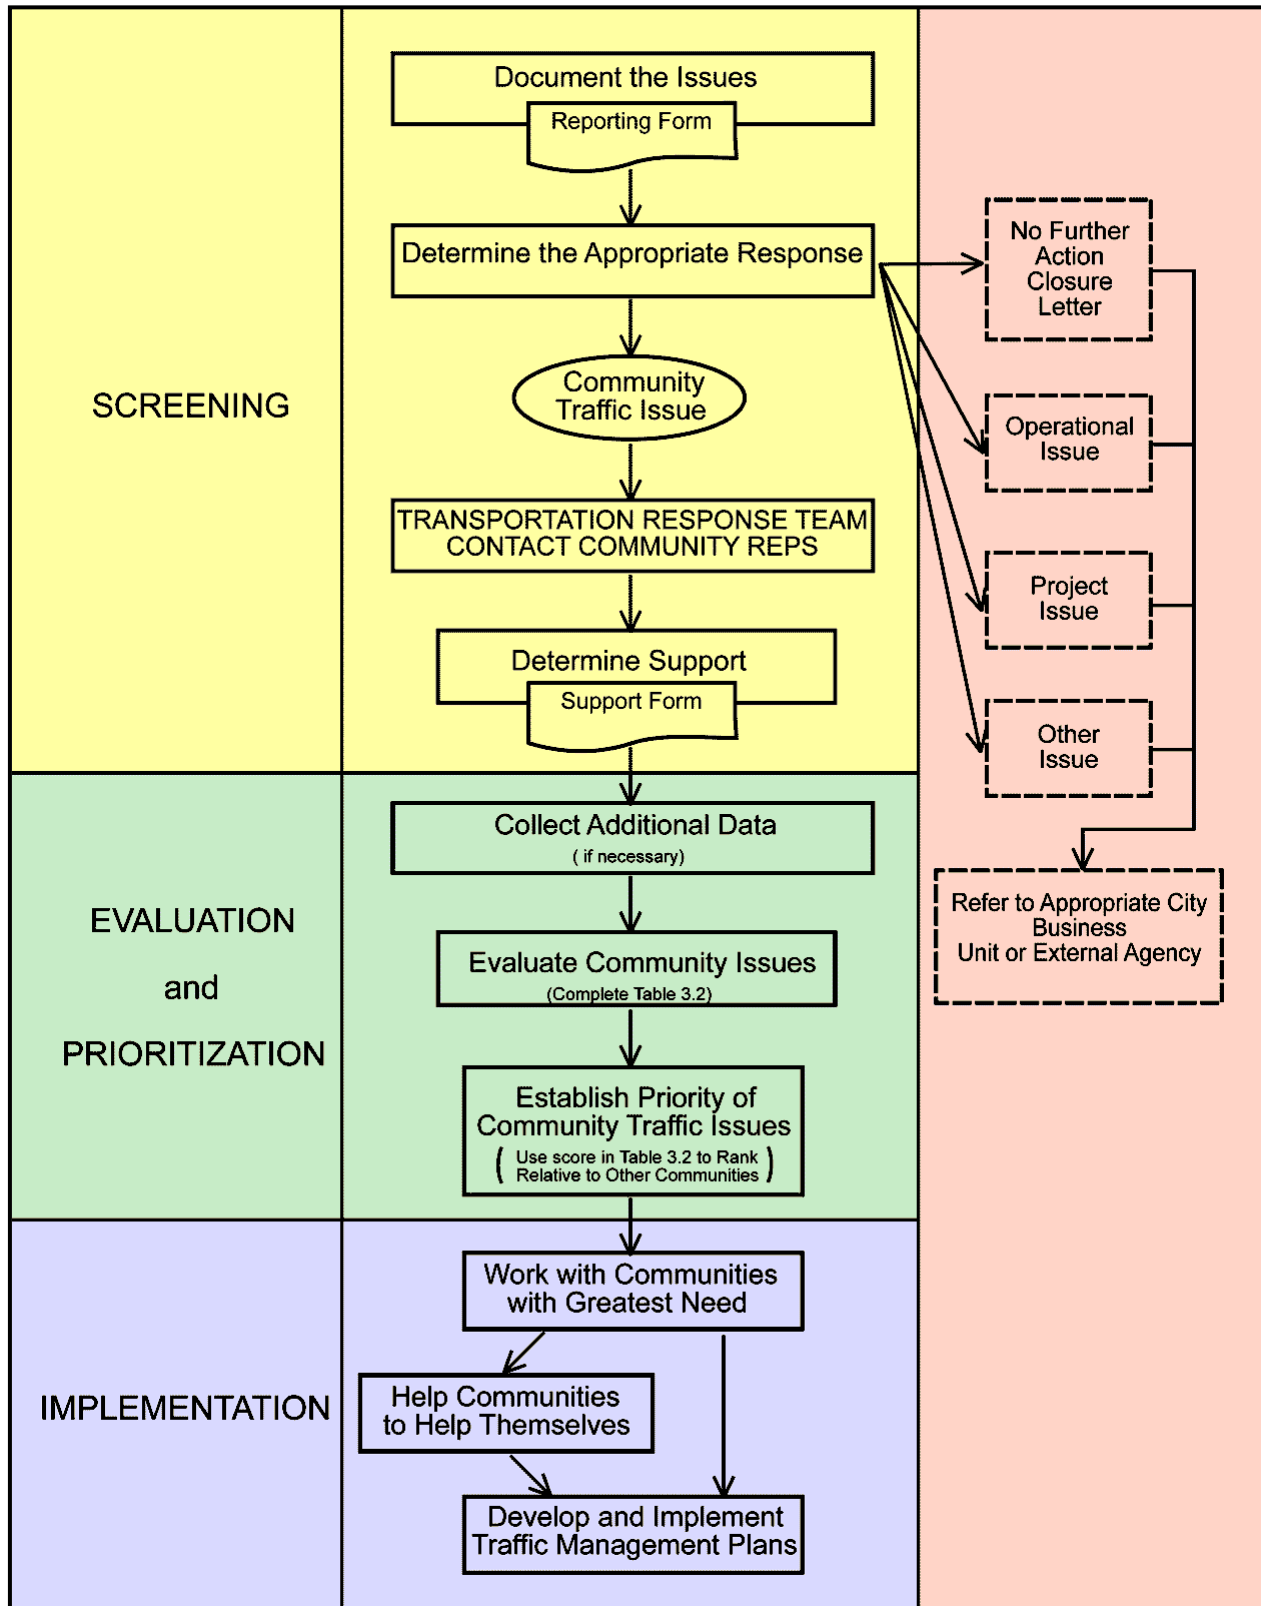 SCREENING
Document the Issues
Reporting Form
Determine the Appropriate Response
Community
Traffic Issue
TRANSPORTATION RESPONSE TEAM
CONTACT COMMUNITY REPS
Determine Support
Support Form
No Further
Action
Closure
Letter
Operational
Issue
Project
Issue
Other
Issue
Refer to Appropriate City
Business
Unit or External Agency
EVALUATION
and
PRIORITIZATION
Collect Additional Data
( if necessary)
Evaluate Community Issues
(Complete Table 3.2)
Establish Priority of
Community Traffic Issues
( Use score in Table 3.2 to Rank
Relative to Other Communities )
IMPLEMENTATION
Work with Communities
with Greatest Need
Help Communities
to Help Themselves
Develop and Implement
Traffic Management Plans